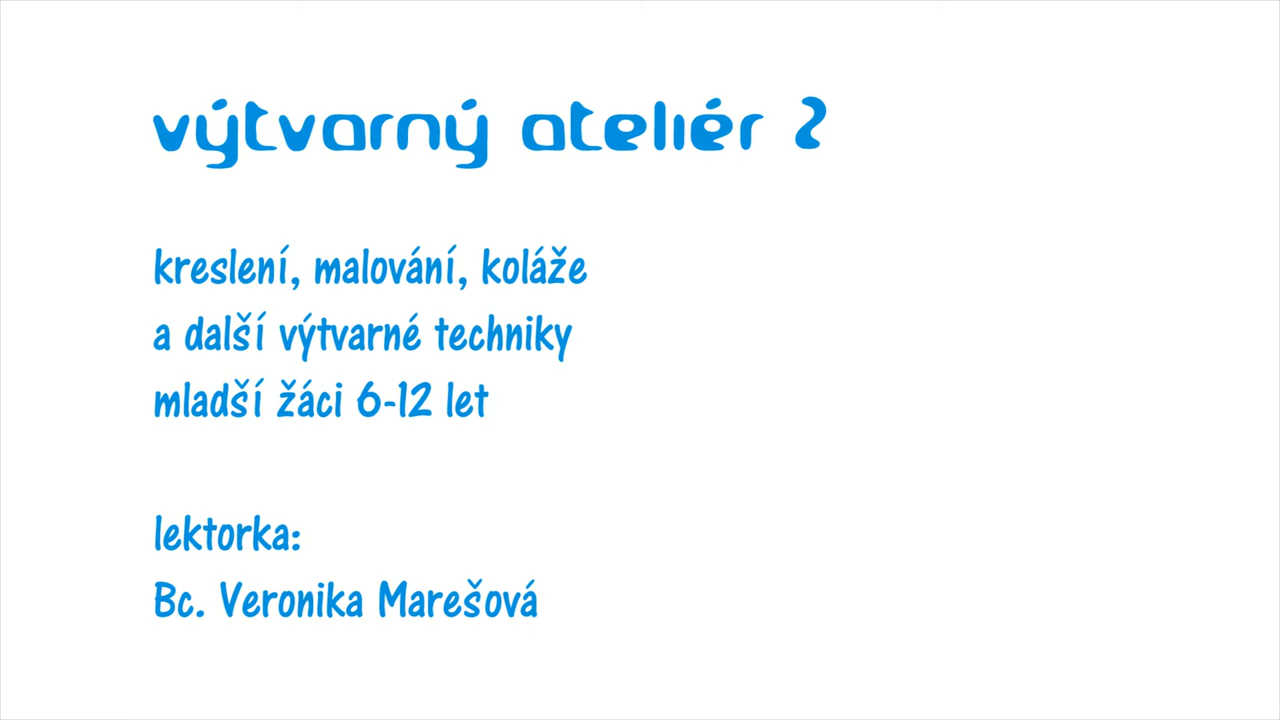 výtvarný ateliér 2
kreslení, malování, koláže
a další výtvarné techniky
mladší žáci 6-12 let
lektorka:
Bc. Veronika Marešová